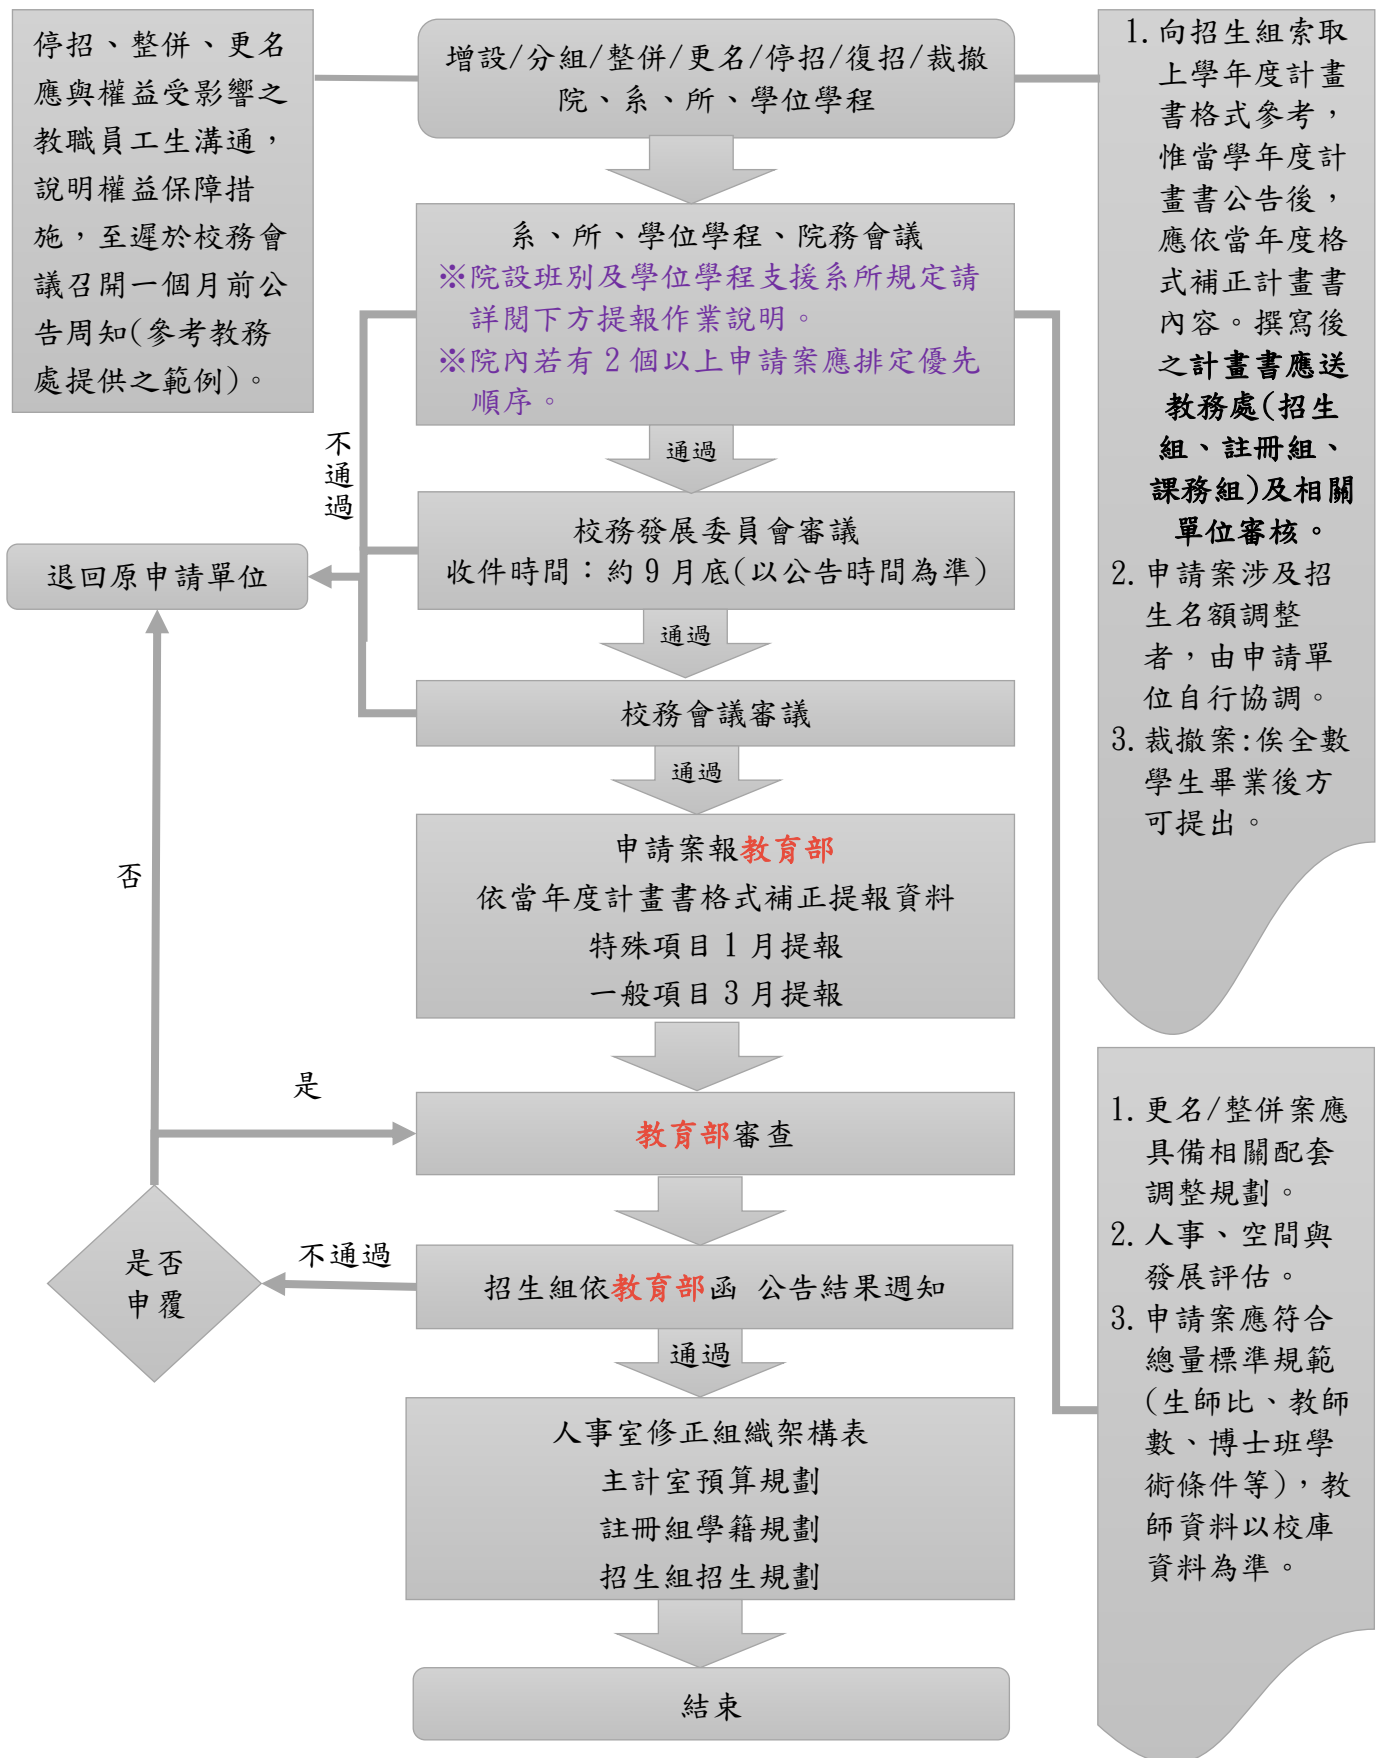 停招、整併、更名
應與權益受影響之
教職員工生溝通，
說明權益保障措
施，至遲於校務會
議召開一個月前公
告周知(參考教務
處提供之範例)。
增設/分組/整併/更名/停招/復招/裁撤
院、系、所、學位學程
1. 向招生組索取
上學年度計畫
書格式參考，
惟當學年度計
畫書公告後，
應依當年度格
式補正計畫書
內容。撰寫後
之計畫書應送
教務處(招生
組、註冊組、
課務組)及相關
單位審核。
2. 申請案涉及招
生名額調整
者，由申請單
位自行協調。
3. 裁撤案:俟全數
學生畢業後方
可提出。
系、所、學位學程、院務會議
※院設班別及學位學程支援系所規定請
詳閱下方提報作業說明。
※院內若有 2 個以上申請案應排定優先
順序。
不通過
通過
校務發展委員會審議
收件時間：約 9 月底(以公告時間為準)
退回原申請單位
通過
校務會議審議
通過
申請案報教育部
依當年度計畫書格式補正提報資料
特殊項目 1 月提報
一般項目 3 月提報
否
是
教育部審查
是否
申覆
不通過
招生組依教育部函 公告結果週知
通過
1. 更名/整併案應
具備相關配套
調整規劃。
2. 人事、空間與
發展評估。
3. 申請案應符合
總量標準規範
(生師比、教師
數、博士班學
術條件等)，教
師資料以校庫
資料為準。
人事室修正組織架構表
主計室預算規劃
註冊組學籍規劃
招生組招生規劃
結束